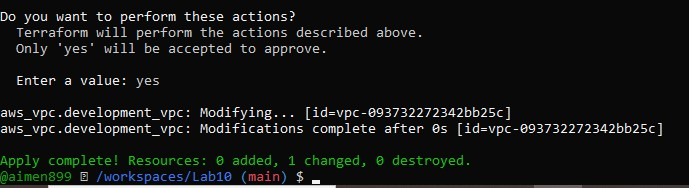 Do you want to perform these actions?
Terraform will perform the actions described above.
Only 'yes' will be accepted to approve.
Enter a value: yes
aws_vpc.development_vpc: Modifying... [id=vpc-093732272342bb25c]
aws_vpc.development_vpc: Modifications complete after 0s [id=vpc-093732272342bb25c]
Apply complete! Resources: 0 added, 1 changed, 0 destroyed.
@aimen899 /workspaces/Lab10 (main) $